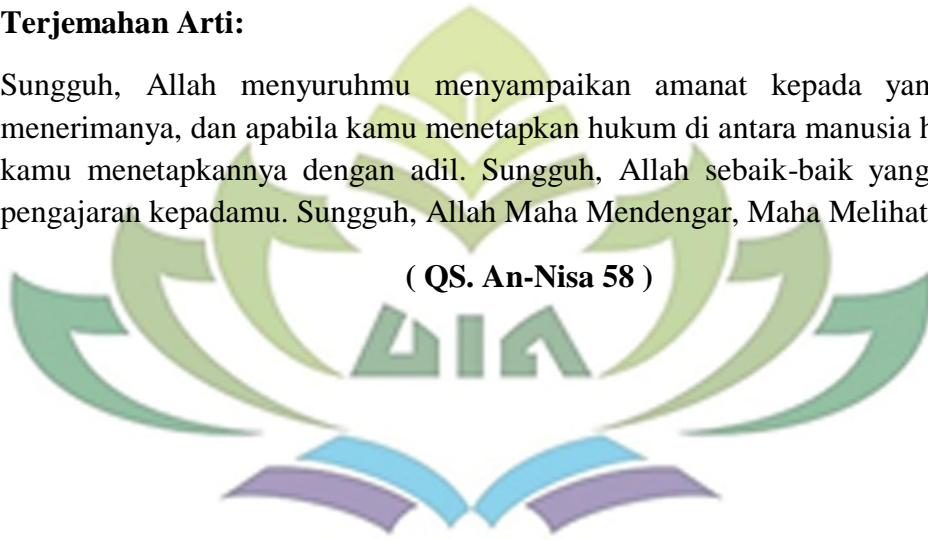 Terjemahan Arti:
Sungguh, Allah menyuruhmu menyampaikan amanat kepada
menerimanya, dan apabila kamu menetapkan hukum di antara manusia
kamu menetapkannya dengan adil. Sungguh, Allah sebaik-baik yang
pengajaran kepadamu. Sungguh, Allah Maha Mendengar, Maha Melihat
( QS. An-Nisa 58 )
UIN